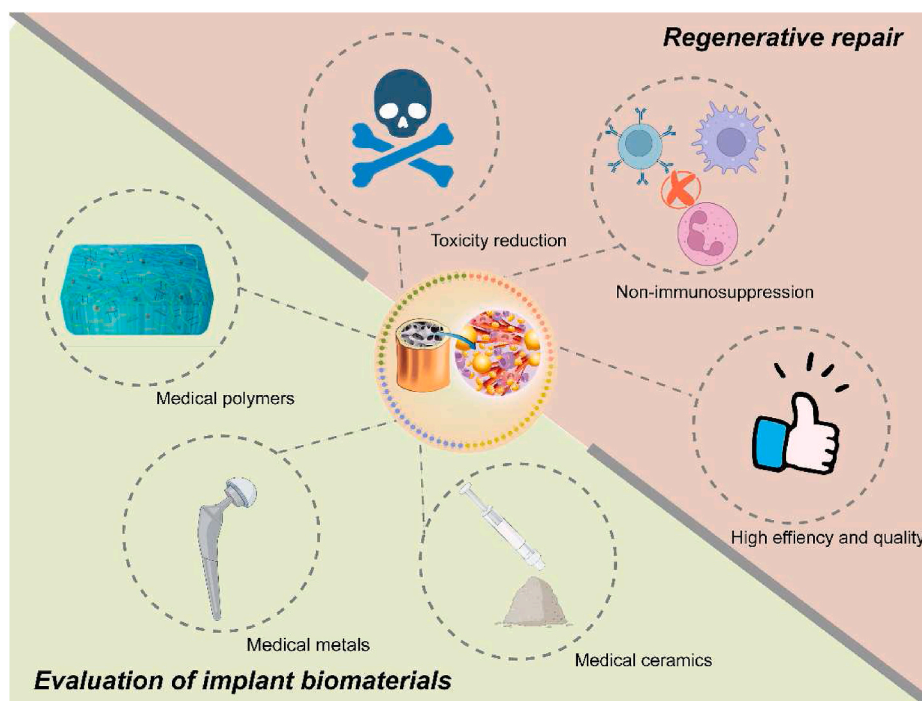 Regenerative repair
Toxicity reduction
Non-immunosuppression
Medical polymers
High effiency and quality
Medical metals
Medical ceramics
Evaluation of implant biomaterials